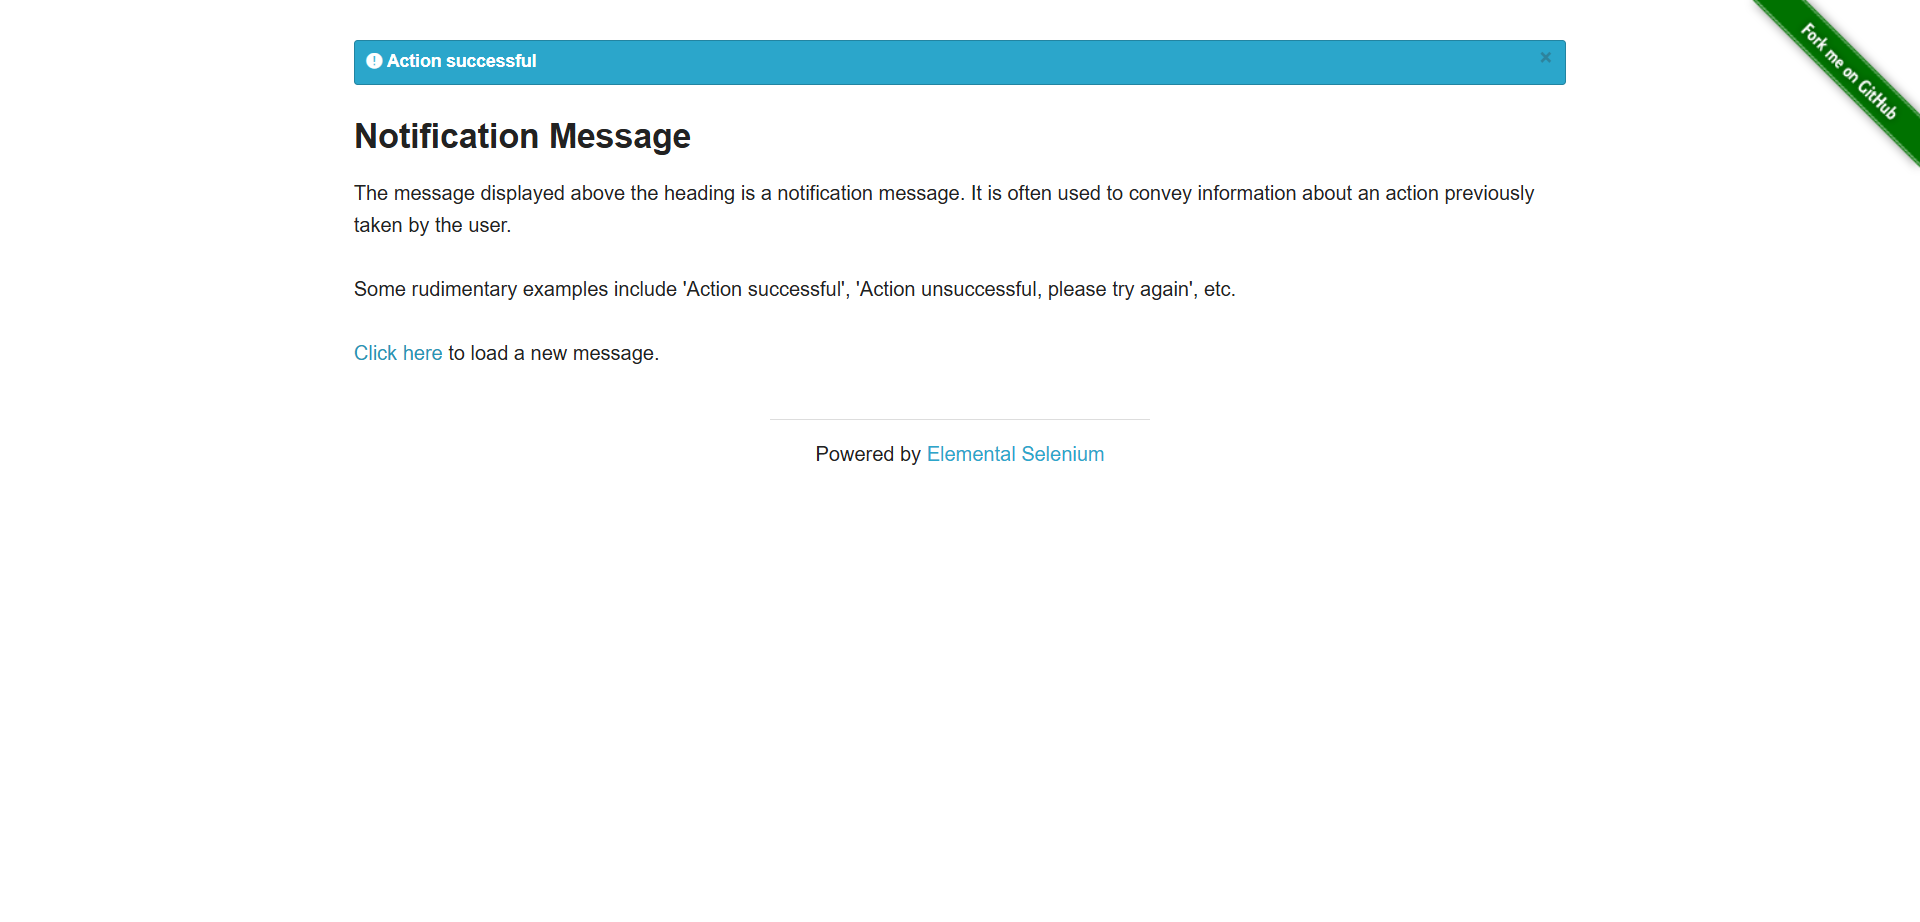 Action successful ×
Fork me on GitHub
Notification Message
The message displayed above the heading is a notification message. It is often used to convey information about an action previously
taken by the user.
Some rudimentary examples include 'Action successful', 'Action unsuccessful, please try again', etc.
Click here to load a new message.
Powered by Elemental Selenium